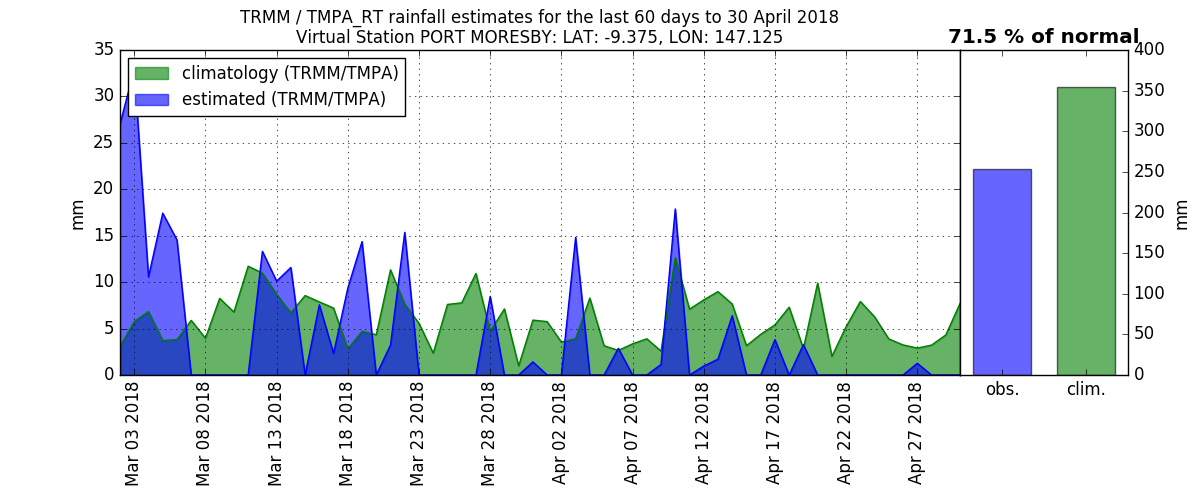 TRMM / TMPA_RT rainfall estimates for the last 60 days to 30 April 2018
Virtual Station PORT MORESBY: LAT: -9.375, LON: 147.125
71.5 % of normal
climatology (TRMM/TMPA)
estimated (TRMM/TMPA)
35
30
25
20
15
10
5
0
mm
Mar 03 2018
Mar 08 2018
Mar 13 2018
Mar 18 2018
Mar 23 2018
Mar 28 2018
Apr 02 2018
Apr 07 2018
Apr 12 2018
Apr 17 2018
Apr 22 2018
Apr 27 2018
400
350
300
250
200
150
100
50
0
mm
obs.
clim.